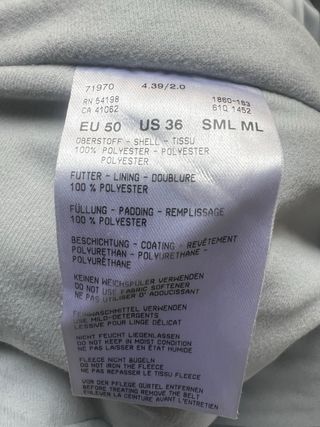 71970 4.39/2.0
RN 54198 1860-163
CA 41062 61Q 1452
EU 50 US 36 SML ML
OBERSTOFF - SHELL - TISSU
100% POLYESTER - POLYESTER
POLYESTER
FUTTER - LINING - DOUBLURE
100 % POLYESTER
FÜLLUNG - PADDING - REMPLISSAGE
100 % POLYESTER
BESCHICHTUNG - COATING - REVÊTEMENT
POLYURETHAN - POLYURETHANE -
POLYURÉTHANE
KEINEN WEICHSPÜLER VERWENDEN
DO NOT USE FABRIC SOFTENER
NE PAS UTILISER D'ADOUCISSANT
FEINWASCHMITTEL VERWENDEN
USE MILD-DETERGENTS
LESSIVE POUR LINGE DÉLICAT
NICHT FEUCHT LIEGENLASSEN
DO NOT KEEP IN MOIST CONDITION
NE PAS LAISSER EN ÉTAT HUMIDE
FLEECE NICHT BÜGELN
DO NOT IRON FLEECE
NE PAS REPASSER LE TISSU FLEECE
VOR DER PFLEGE GÜRTEL ENTFERNEN
BEFORE TREATING REMOVE THE BELT
ENLEVER LA CEINTURE AVANT L'ENTRETIEN